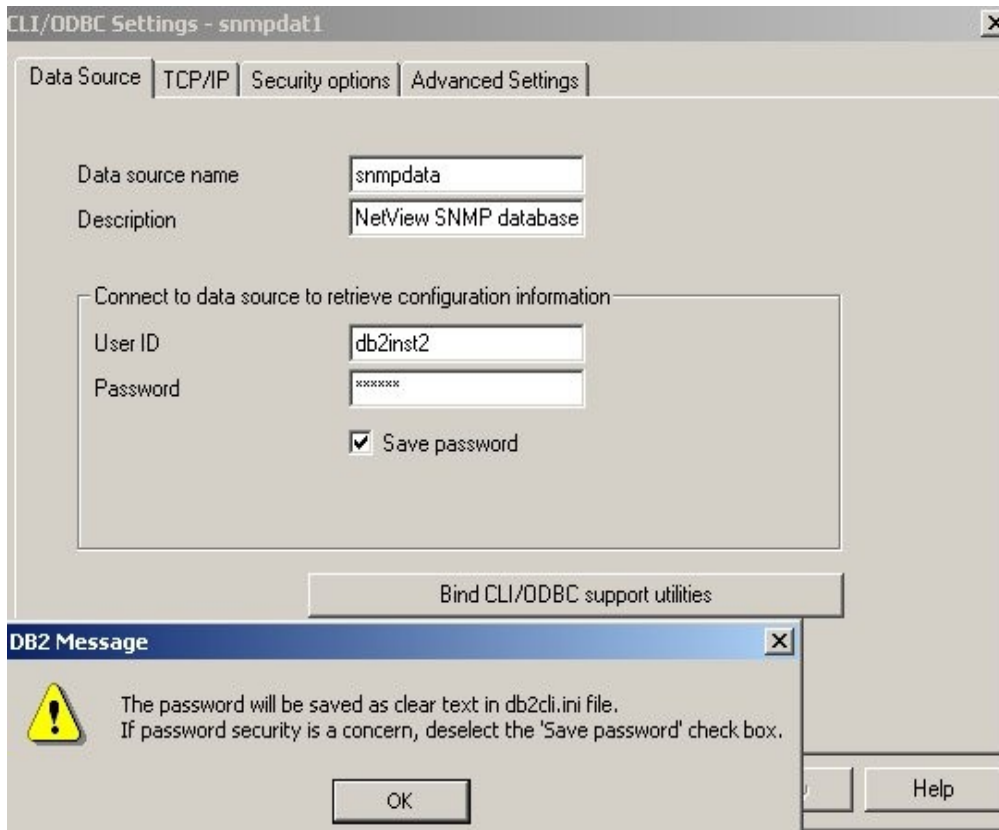 CLI/ODBC Settings - snmpdat1
Data Source
TCP/IP
Security options
Advanced Settings
Data source name
snmpdata
Description
NetView SNMP database
Connect to data source to retrieve configuration information
User ID
db2inst2
Password
××××××
Save password
Bind CLI/ODBC support utilities
DB2 Message
The password will be saved as clear text in db2cli.ini file.
If password security is a concern, deselect the 'Save password' check box.
OK
Help